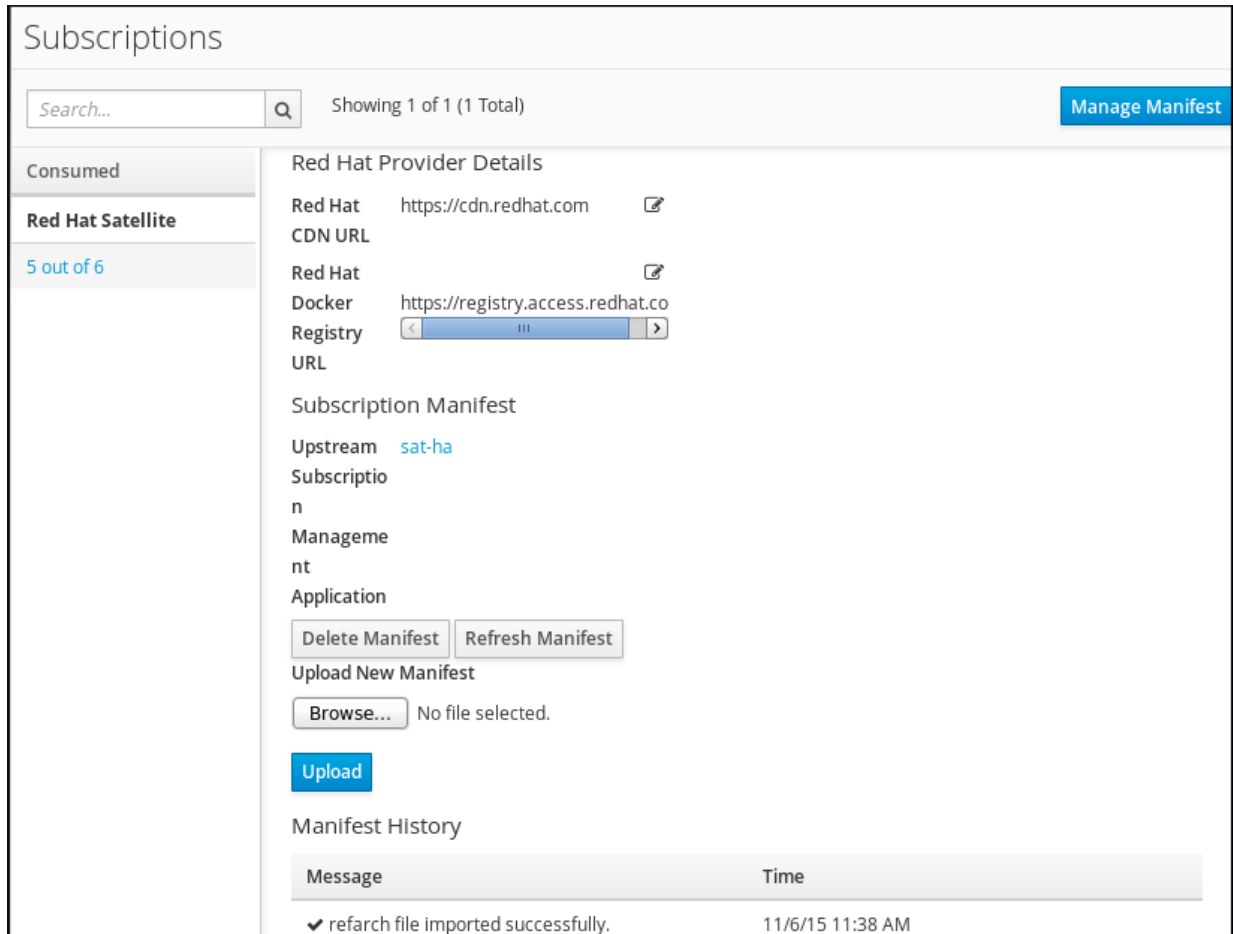 Subscriptions
Search...
Showing 1 of 1 (1 Total)
Manage Manifest
Consumed
Red Hat Satellite
5 out of 6
Red Hat Provider Details
Red Hat https://cdn.redhat.com
CDN URL
Red Hat
Docker https://registry.access.redhat.co
Registry
URL
Subscription Manifest
Upstream sat-ha
Subscriptio
n
Manageme
nt
Application
Delete Manifest Refresh Manifest
Upload New Manifest
Browse... No file selected.
Upload
Manifest History
Message Time
✔ refarch file imported successfully. 11/6/15 11:38 AM